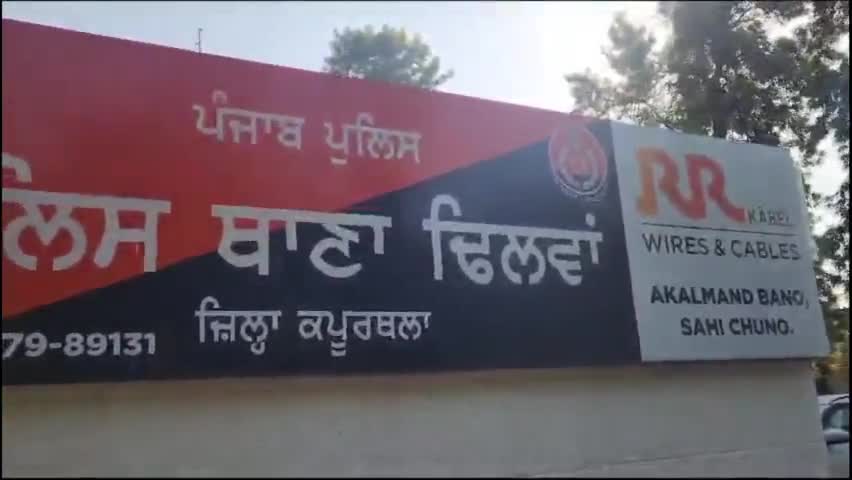 ਪੰਜਾਬ ਪੁਲਿਸ
ਲਿਸ ਥਾਣਾ ਢਿਲਵਾਂ
ਜ਼ਿਲ੍ਹਾ ਕਪੂਰਥਲਾ
79-89131
RR KABEL
WIRES & CABLES
AKALMAND BANO,
SAHI CHUNO.